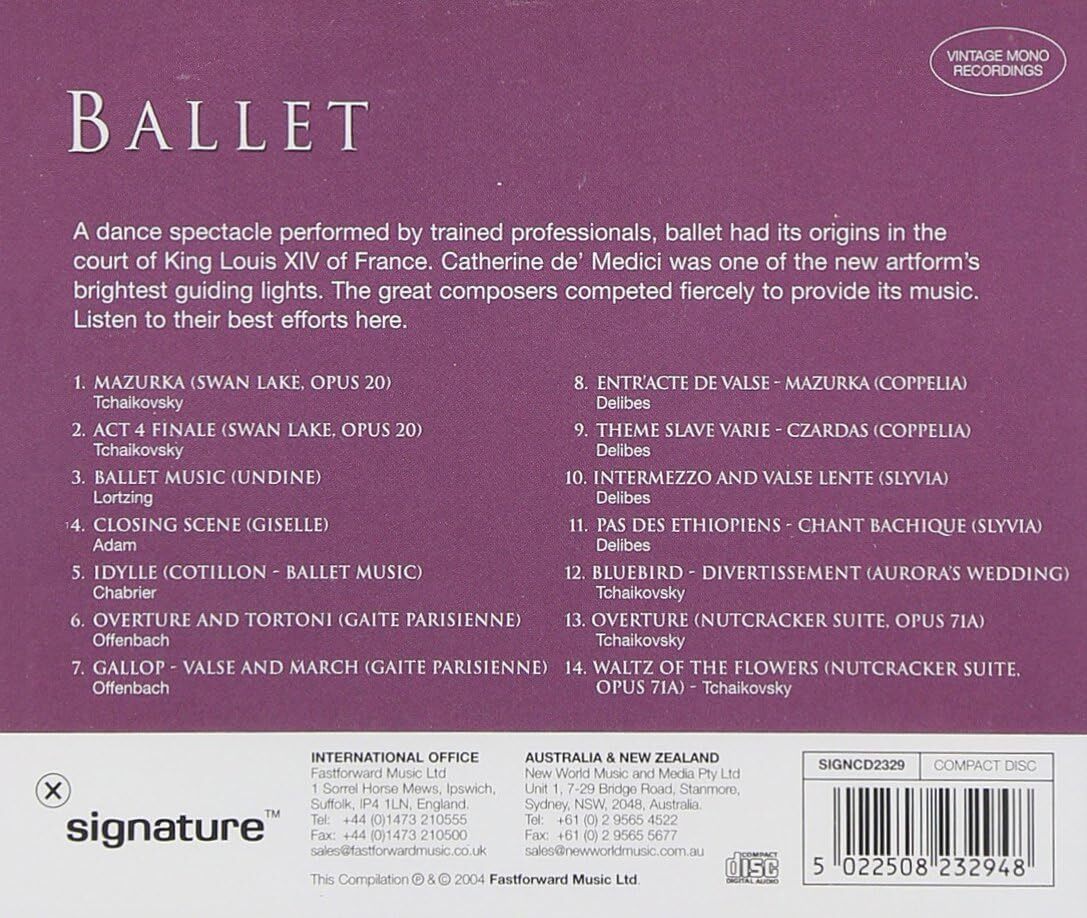 VINTAGE MONO
RECORDINGS
BALLET
A dance spectacle performed by trained professionals, ballet had its origins in the
court of King Louis XIV of France. Catherine de' Medici was one of the new artform's
brightest guiding lights. The great composers competed fiercely to provide its music.
Listen to their best efforts here.
1. MAZURKA (SWAN LAKE, OPUS 20)
Tchaikovsky
2. ACT 4 FINALE (SWAN LAKE, OPUS 20)
Tchaikovsky
3. BALLET MUSIC (UNDINE)
Lortzing
4. CLOSING SCENE (GISELLE)
Adam
5. IDYLLE (COTILLON - BALLET MUSIC)
Chabrier
6. OVERTURE AND TORTONI (GAITE PARISIENNE)
Offenbach
7. GALLOP - VALSE AND MARCH (GAITE PARISIENNE)
Offenbach
8. ENTR'ACTE DE VALSE - MAZURKA (COPPELIA)
Delibes
9. THEME SLAVE VARIE - CZARDAS (COPPELIA)
Delibes
10. INTERMEZZO AND VALSE LENTE (SLYVIA)
Delibes
11. PAS DES ETHIOPIENS - CHANT BACHIQUE (SLYVIA)
Delibes
12. BLUEBIRD - DIVERTISSEMENT (AURORA'S WEDDING)
Tchaikovsky
13. OVERTURE (NUTCRACKER SUITE, OPUS 71A)
Tchaikovsky
14. WALTZ OF THE FLOWERS (NUTCRACKER SUITE,
OPUS 71A) - Tchaikovsky
X
signature™
INTERNATIONAL OFFICE
Fastforward Music Ltd
1 Sorrel Horse Mews, Ipswich,
Suffolk, IP4 1LN, England.
Tel: +44 (0)1473 210555
Fax: +44 (0)1473 210500
sales@fastforwardmusic.co.uk
AUSTRALIA & NEW ZEALAND
New World Music and Media Pty Ltd
Unit 1, 7-29 Bridge Road, Stanmore,
Sydney, NSW, 2048, Australia.
Tel: +61 (0) 2 9565 4522
Fax: +61 (0) 2 9565 5677
sales@newworldmusic.com.au
This Compilation ℗ & © 2004 Fastforward Music Ltd.
COMPACT
disc
DIGITAL AUDIO
SIGNCD2329 COMPACT DISC
5 022508 232948